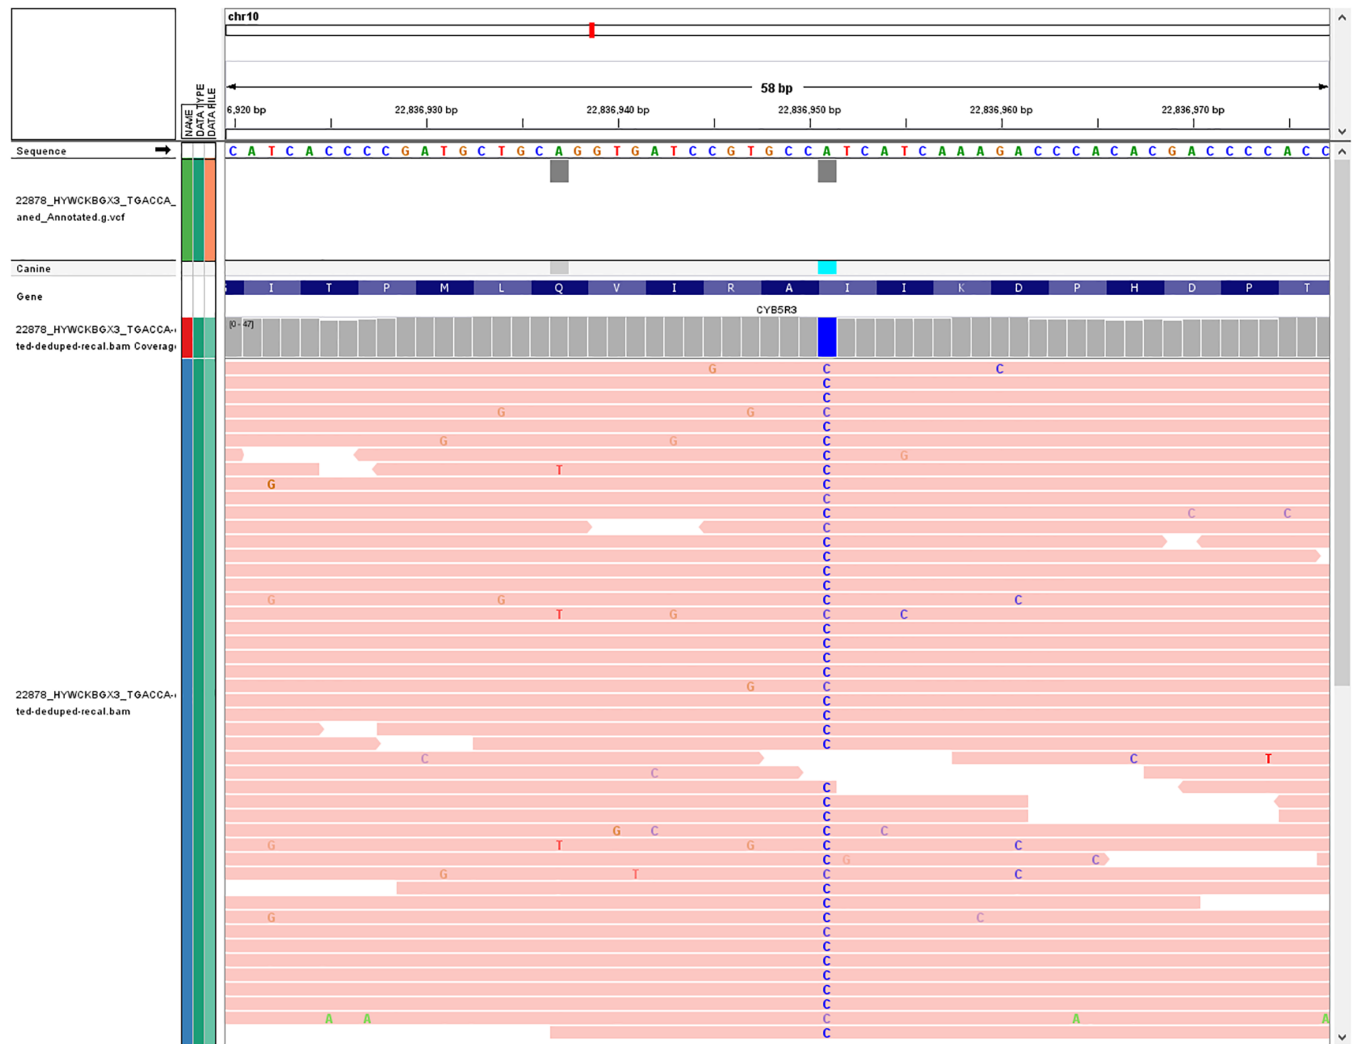 chr10
58 bp
6,920 bp 22,836,930 bp 22,836,940 bp 22,836,950 bp 22,836,960 bp 22,836,970 bp
NAME
DATA TYPE
DATA FILE
Sequence
C A T C A C C C C G A T G C T G C A G G T G A T C C G T G C C A T C A T C A A A G A C C C A C A C G A C C C C A C C
22878_HYWCKBGX3_TGACCA_
aned_Annotated.g.vcf
Canine
Gene
I T P M L Q V I R A I I K D P H D P T
CYB5R3
22878_HYWCKBGX3_TGACCA-
ted-deduped-recal.bam Coverag
[0 - 47]
G C C
C
C
G G C
C
G G C
C G
T C
G C
C
C C C
C
C
C
C
C
G G C C
T G C C
C
C
C
C
G C
C
C
C
C
C C T
C
C
C
C
G C C C
G T G C C
C G C
G T C C
C
C
G C C
C
C
C
C
C
C
A A C A A
C
22878_HYWCKBGX3_TGACCA-
ted-deduped-recal.bam